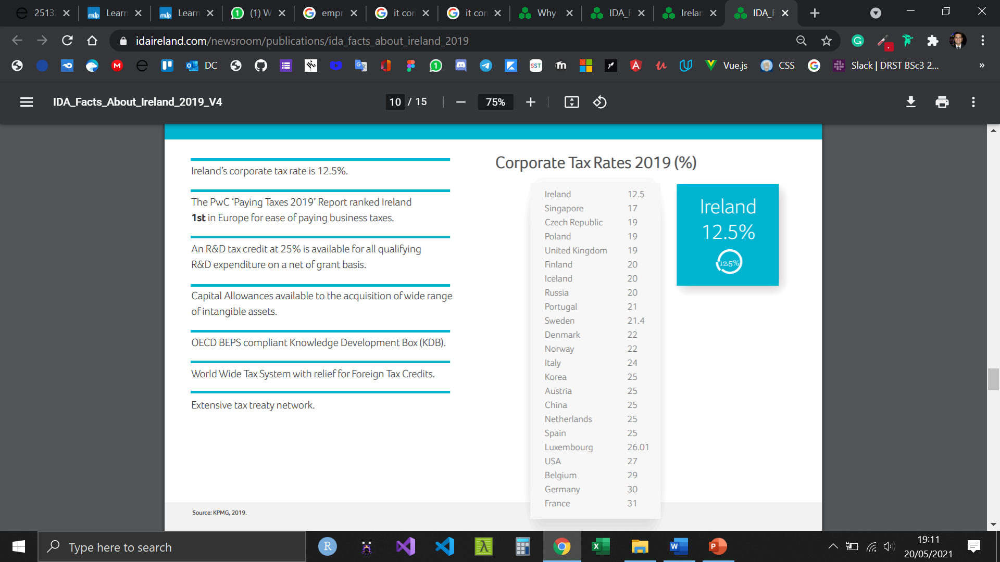 2513
Learn
Learn
(1) W
empr
it con
it con
Why
IDA_F
Irelan
IDA_F
idaireland.com/newsroom/publications/ida_facts_about_ireland_2019
DC
SST
Vue.js
CSS
Slack | DRST BSc3 2...
»
IDA_Facts_About_Ireland_2019_V4
10 / 15
75%
Ireland's corporate tax rate is 12.5%.
The PwC ‘Paying Taxes 2019’ Report ranked Ireland
1st in Europe for ease of paying business taxes.
An R&D tax credit at 25% is available for all qualifying
R&D expenditure on a net of grant basis.
Capital Allowances available to the acquisition of wide range
of intangible assets.
OECD BEPS compliant Knowledge Development Box (KDB).
World Wide Tax System with relief for Foreign Tax Credits.
Extensive tax treaty network.
Source: KPMG, 2019.
Corporate Tax Rates 2019 (%)
Ireland 12.5
Singapore 17
Czech Republic 19
Poland 19
United Kingdom 19
Finland 20
Iceland 20
Russia 20
Portugal 21
Sweden 21.4
Denmark 22
Norway 22
Italy 24
Korea 25
Austria 25
China 25
Netherlands 25
Spain 25
Luxembourg 26.01
USA 27
Belgium 29
Germany 30
France 31
Ireland
12.5%
12.5%
Type here to search
19:11
20/05/2021